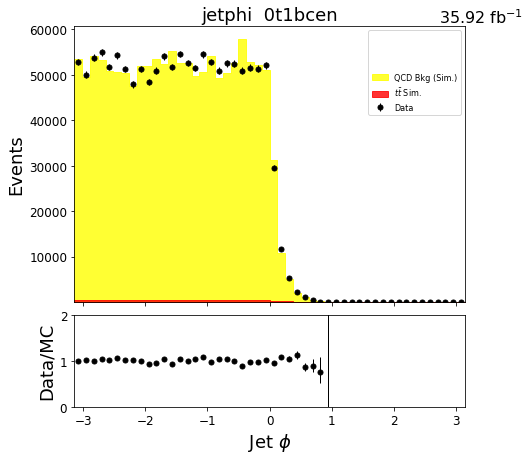 jetphi 0t1bcen
35.92 fb⁻¹
60000
50000
40000
30000
20000
10000
Events
QCD Bkg (Sim.)
tt̄ Sim.
Data
2
1
0
Data/MC
−3 −2 −1 0 1 2 3
Jet ϕ